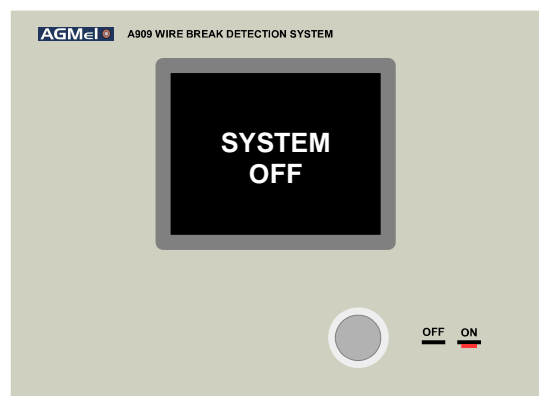 AGMel
A909 WIRE BREAK DETECTION SYSTEM
SYSTEM
OFF
OFF ON